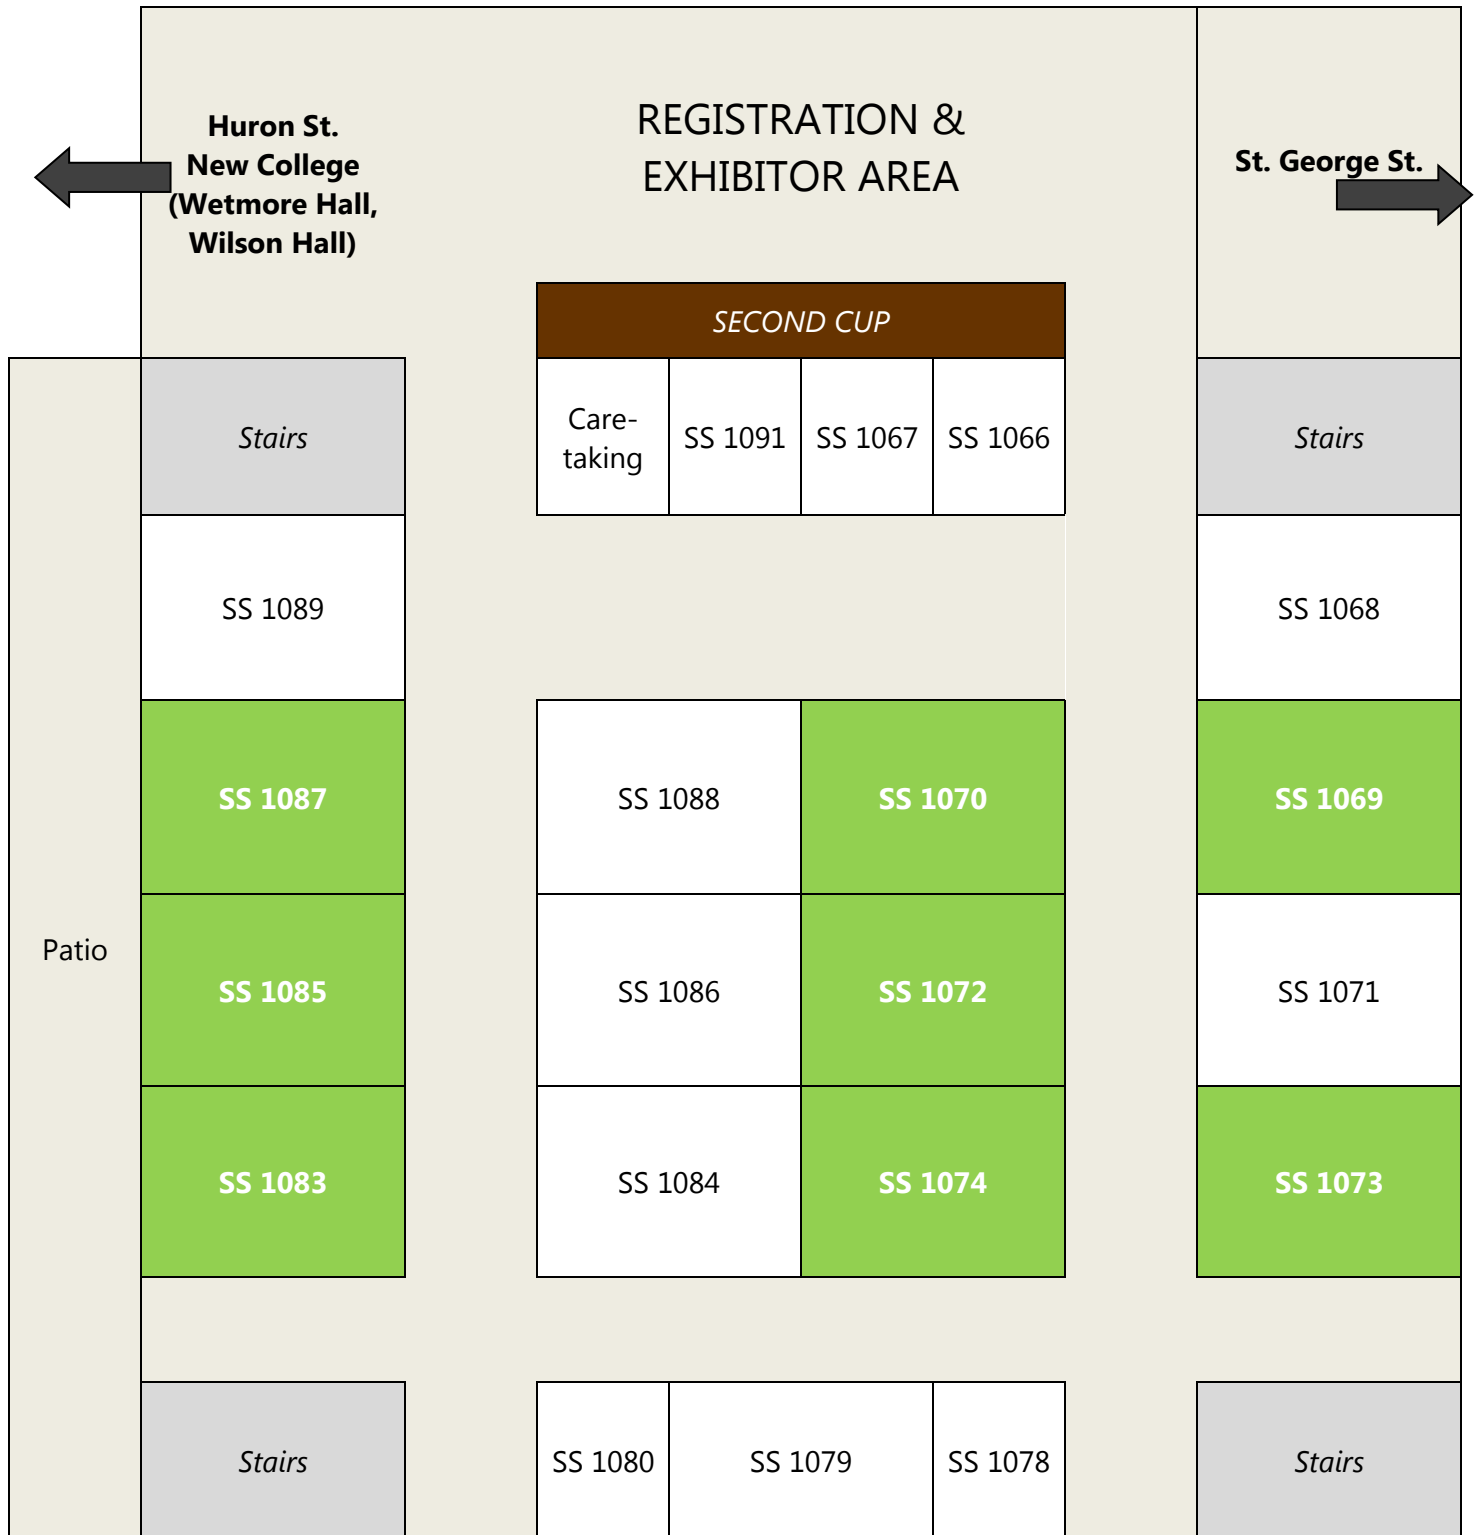 Huron St.
New College
(Wetmore Hall,
Wilson Hall)
REGISTRATION &
EXHIBITOR AREA
St. George St.
SECOND CUP
Stairs
Care-
taking
SS 1091
SS 1067
SS 1066
Stairs
SS 1089
SS 1068
SS 1087
SS 1088
SS 1070
SS 1069
Patio
SS 1085
SS 1086
SS 1072
SS 1071
SS 1083
SS 1084
SS 1074
SS 1073
Stairs
SS 1080
SS 1079
SS 1078
Stairs